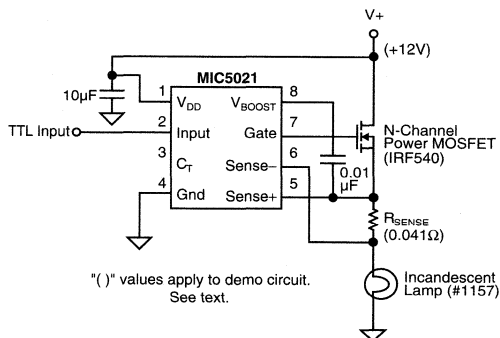 V+
(+12V)
MIC5021
10µF
1
VDD
VBOOST
8
TTL Input
2
Input
Gate
7
N-Channel
Power MOSFET
(IRF540)
3
CT
Sense−
6
0.01
µF
4
Gnd
Sense+
5
RSENSE
(0.041Ω)
"( )" values apply to demo circuit.
See text.
Incandescent
Lamp (#1157)